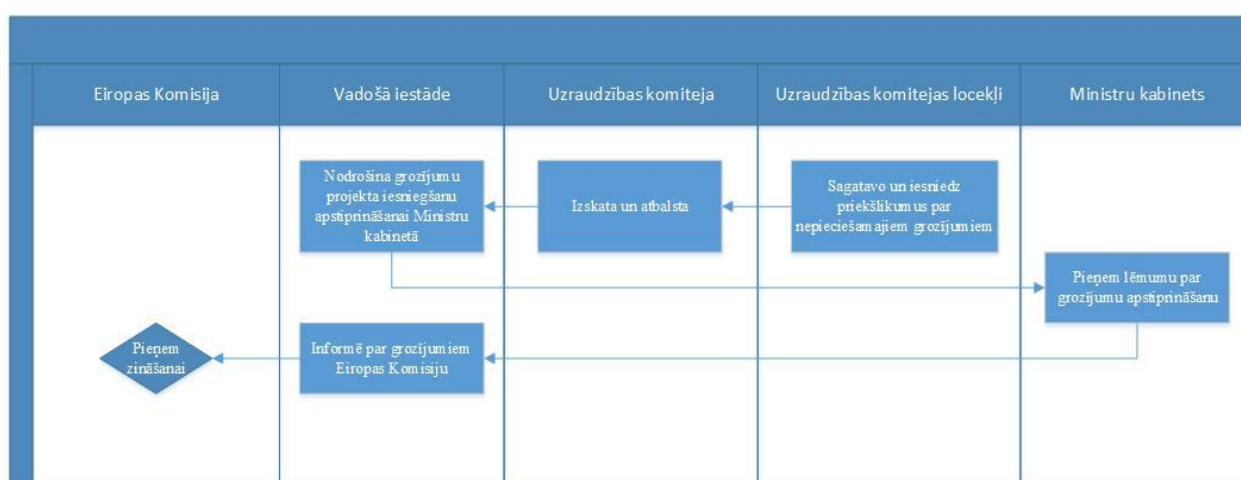 Eiropas Komisija
Vadošā iestāde
Uzraudzības komiteja
Uzraudzības komitejas locekļi
Ministru kabinets
Nodrošina grozījumu
projekta iesniegšanu
apstiprināšanai Ministru
kabinetā
Izskata un atbalsta
Sagatavo un iesniedz
priekšlikumus par
nepieciešamajiem grozījumiem
Pieņem lēmumu par
grozījumu apstiprināšanu
Pieņem
zināšanai
Informē par grozījumiem
Eiropas Komisiju